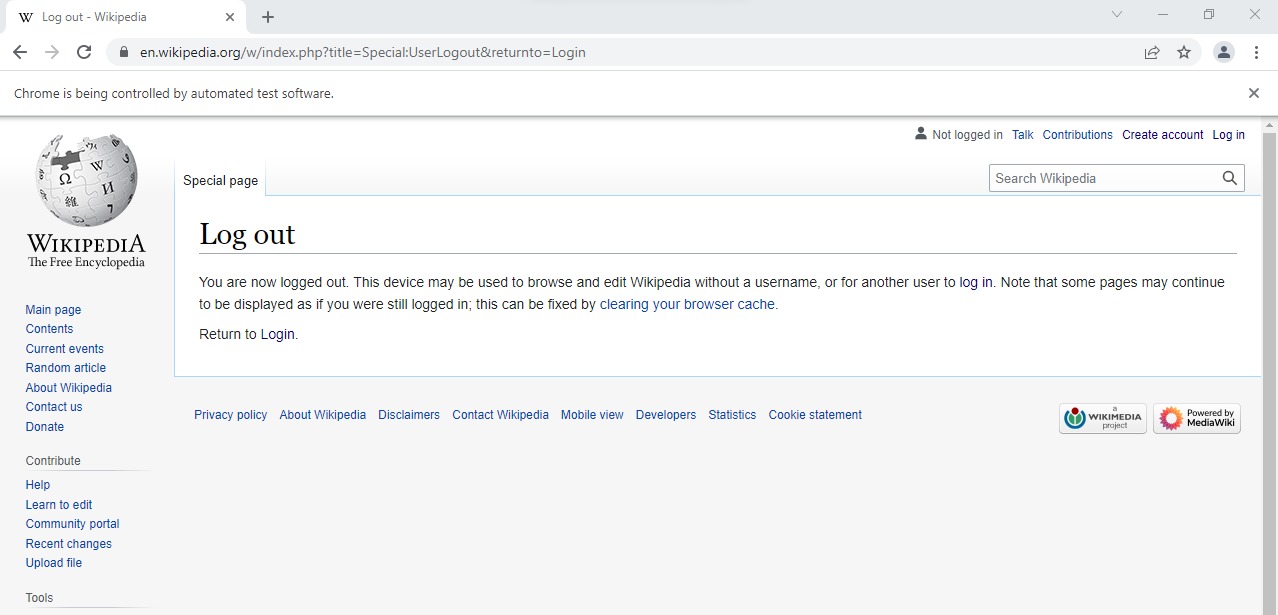 Log out - Wikipedia
en.wikipedia.org/w/index.php?title=Special:UserLogout&returnto=Login
Chrome is being controlled by automated test software.
Not logged in Talk Contributions Create account Log in
Special page
Search Wikipedia
WIKIPEDIA
The Free Encyclopedia
Log out
You are now logged out. This device may be used to browse and edit Wikipedia without a username, or for another user to log in. Note that some pages may continue
to be displayed as if you were still logged in; this can be fixed by clearing your browser cache.
Return to Login.
Main page
Contents
Current events
Random article
About Wikipedia
Contact us
Donate
Contribute
Help
Learn to edit
Community portal
Recent changes
Upload file
Tools
Privacy policy About Wikipedia Disclaimers Contact Wikipedia Mobile view Developers Statistics Cookie statement
a
WIKIMEDIA
project
Powered by
MediaWiki